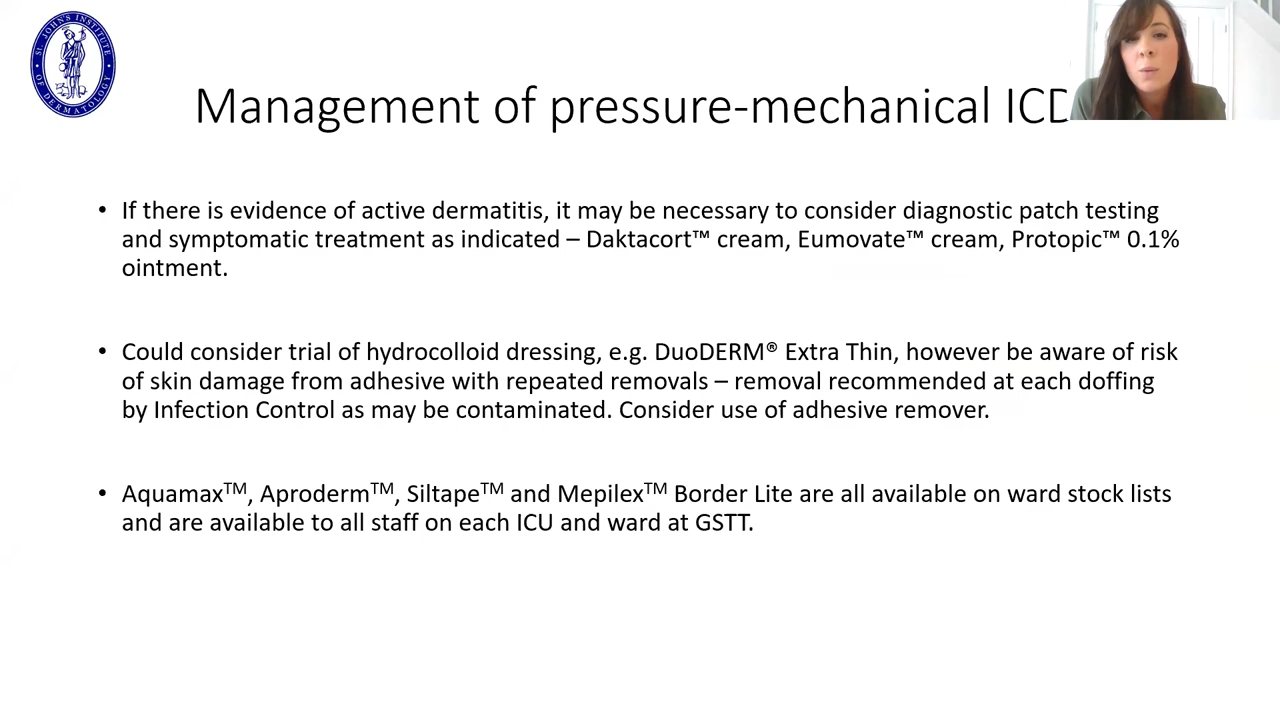 ST. JOHN'S INSTITUTE
OF DERMATOLOGY
Management of pressure-mechanical ICD
• If there is evidence of active dermatitis, it may be necessary to consider diagnostic patch testing
and symptomatic treatment as indicated – Daktacort™ cream, Eumovate™ cream, Protopic™ 0.1%
ointment.
• Could consider trial of hydrocolloid dressing, e.g. DuoDERM® Extra Thin, however be aware of risk
of skin damage from adhesive with repeated removals – removal recommended at each doffing
by Infection Control as may be contaminated. Consider use of adhesive remover.
• Aquamax™, Aproderm™, Siltape™ and Mepilex™ Border Lite are all available on ward stock lists
and are available to all staff on each ICU and ward at GSTT.